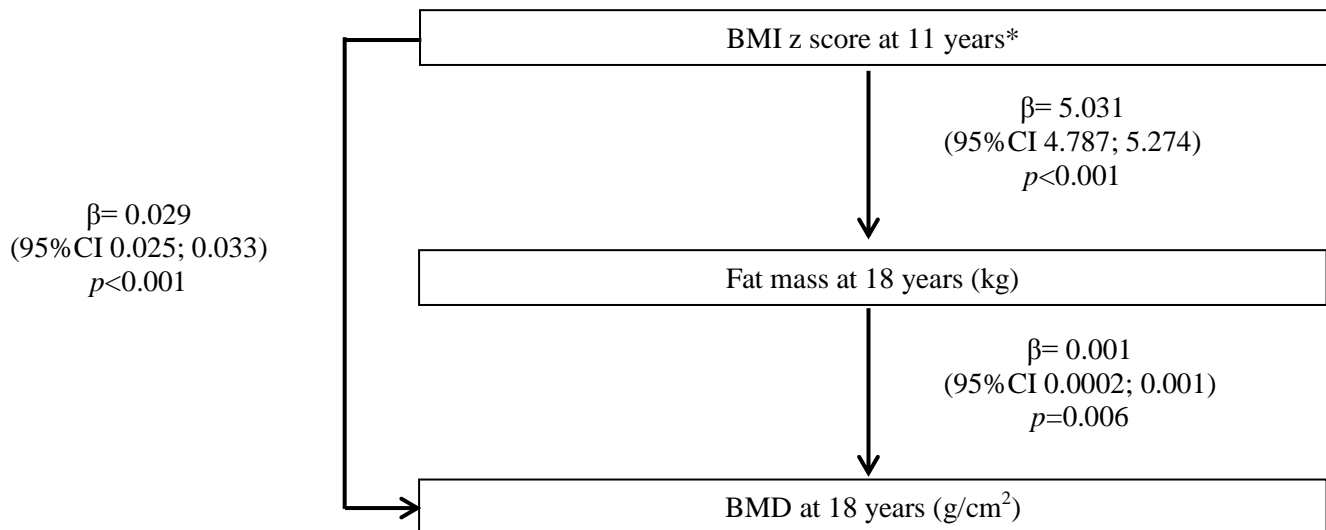 BMI z score at 11 years*
β= 5.031
(95%CI 4.787; 5.274)
p<0.001
β= 0.029
(95%CI 0.025; 0.033)
p<0.001
Fat mass at 18 years (kg)
β= 0.001
(95%CI 0.0002; 0.001)
p=0.006
BMD at 18 years (g/cm²)